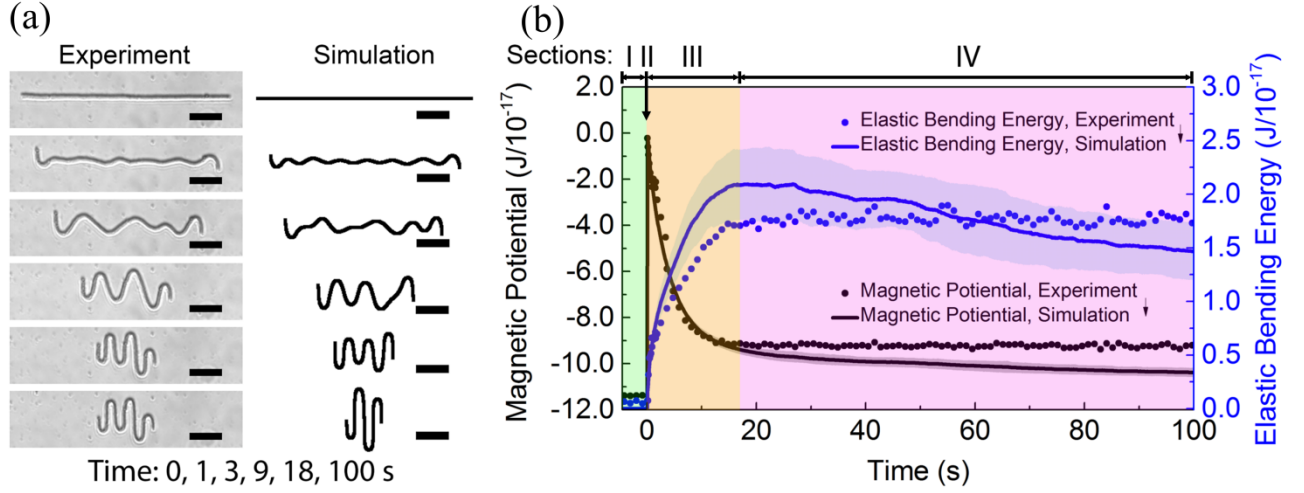 (a)
Experiment Simulation
Time: 0, 1, 3, 9, 18, 100 s
(b)
Sections: I II III IV
Magnetic Potential (J/10⁻¹⁷)
2.0
0.0
-2.0
-4.0
-6.0
-8.0
-10.0
-12.0
Elastic Bending Energy, Experiment
Elastic Bending Energy, Simulation
Magnetic Potential, Experiment
Magnetic Potential, Simulation
3.0
2.5
2.0
1.5
1.0
0.5
0.0
Elastic Bending Energy (J/10⁻¹⁷)
0 20 40 60 80 100
Time (s)